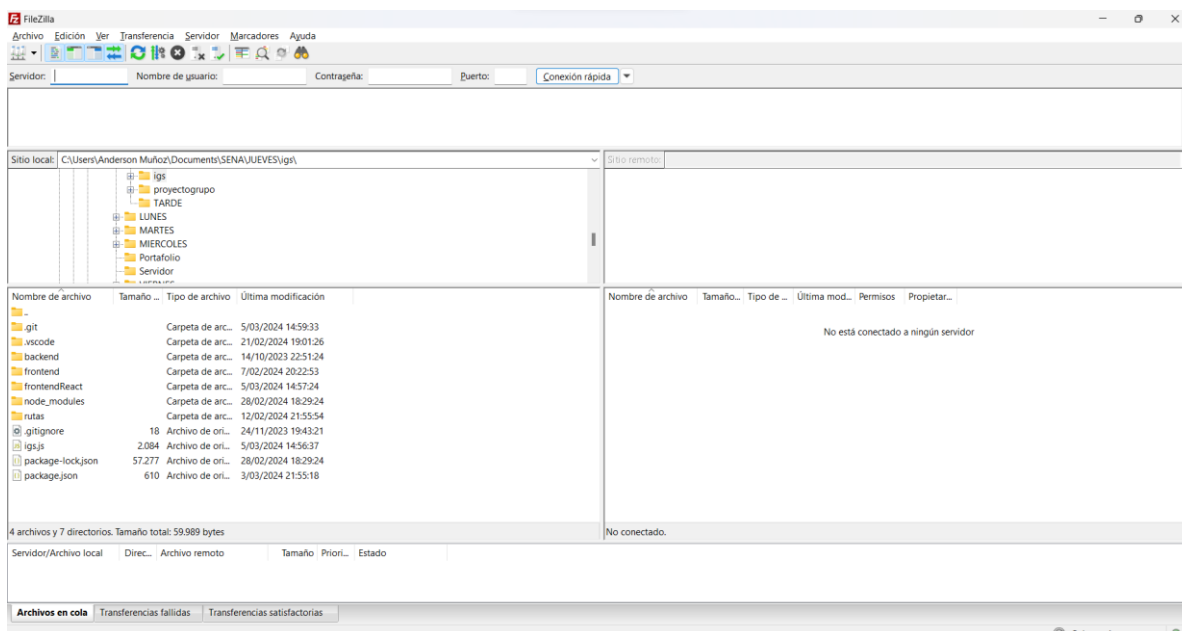 FileZilla
Archivo Edición Ver Transferencia Servidor Marcadores Ayuda
Servidor: Nombre de usuario: Contraseña: Puerto: Conexión rápida
Sitio local: C:\Users\Anderson Muñoz\Documents\SENA\JUEVES\igs\ Sitio remoto:
igs
proyectogrupo
TARDE
LUNES
MARTES
MIERCOLES
Portafolio
Servidor
VIERNES
Nombre de archivo Tamaño ... Tipo de archivo Última modificación Nombre de archivo Tamaño... Tipo de ... Última mod... Permisos Propietar...
..
No está conectado a ningún servidor
.git Carpeta de arc... 5/03/2024 14:59:33
.vscode Carpeta de arc... 21/02/2024 19:01:26
backend Carpeta de arc... 14/10/2023 22:51:24
frontend Carpeta de arc... 7/02/2024 20:22:53
frontendReact Carpeta de arc... 5/03/2024 14:57:24
node_modules Carpeta de arc... 28/02/2024 18:29:24
rutas Carpeta de arc... 12/02/2024 21:55:54
.gitignore 18 Archivo de ori... 24/11/2023 19:43:21
igs.js 2.084 Archivo de ori... 5/03/2024 14:56:37
package-lock.json 57.277 Archivo de ori... 28/02/2024 18:29:24
package.json 610 Archivo de ori... 3/03/2024 21:55:18
4 archivos y 7 directorios. Tamaño total: 59.989 bytes No conectado.
Servidor/Archivo local Direc... Archivo remoto Tamaño Priori... Estado
Archivos en cola Transferencias fallidas Transferencias satisfactorias